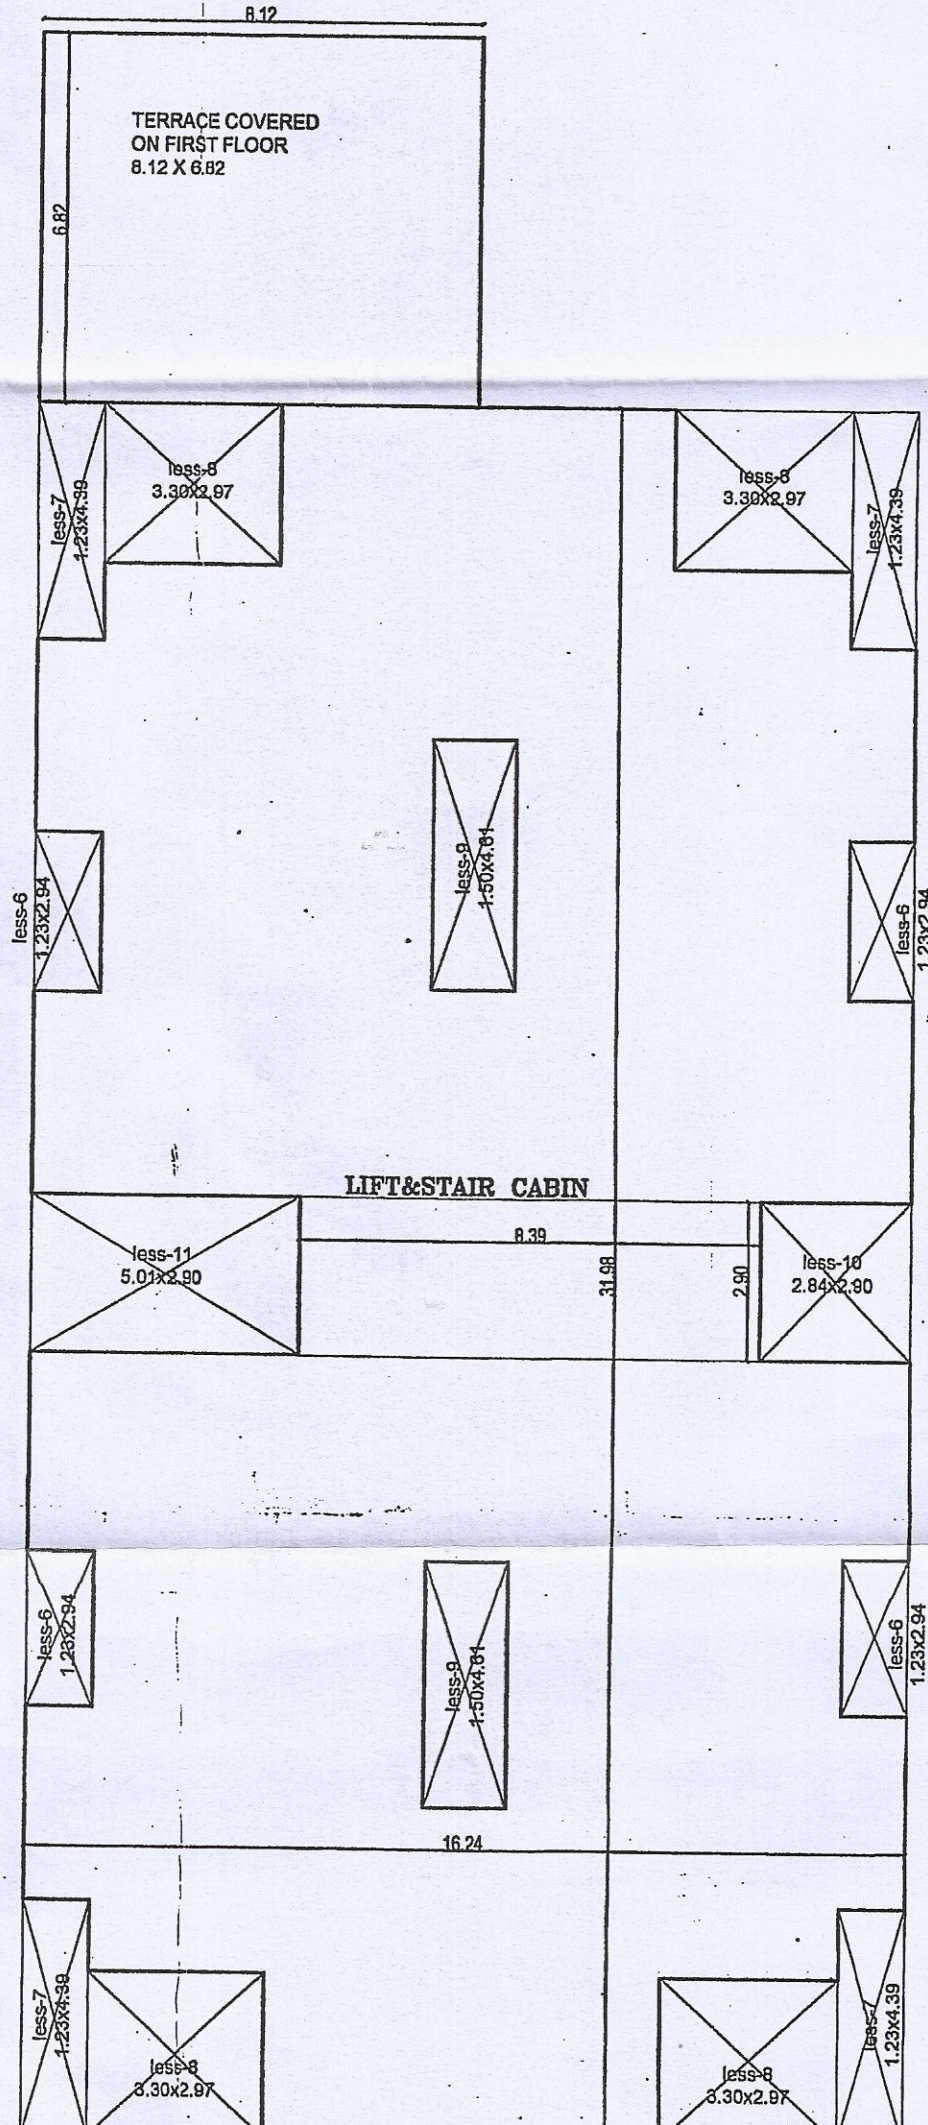 8.12
TERRACE COVERED
ON FIRST FLOOR
8.12 X 6.82
6.82
less-7
1.23x4.39
less-8
3.30x2.97
less-8
3.30x2.97
less-7
1.23x4.39
less-9
1.50x4.61
less-6
1.23x2.94
less-6
1.23x2.94
LIFT&STAIR CABIN
8.39
less-11
5.01x2.90
31.98
2.90
less-10
2.84x2.90
less-6
1.23x2.94
less-9
1.50x4.61
less-6
1.23x2.94
16.24
less-7
1.23x4.39
less-8
3.30x2.97
less-8
3.30x2.97
less-7
1.23x4.39